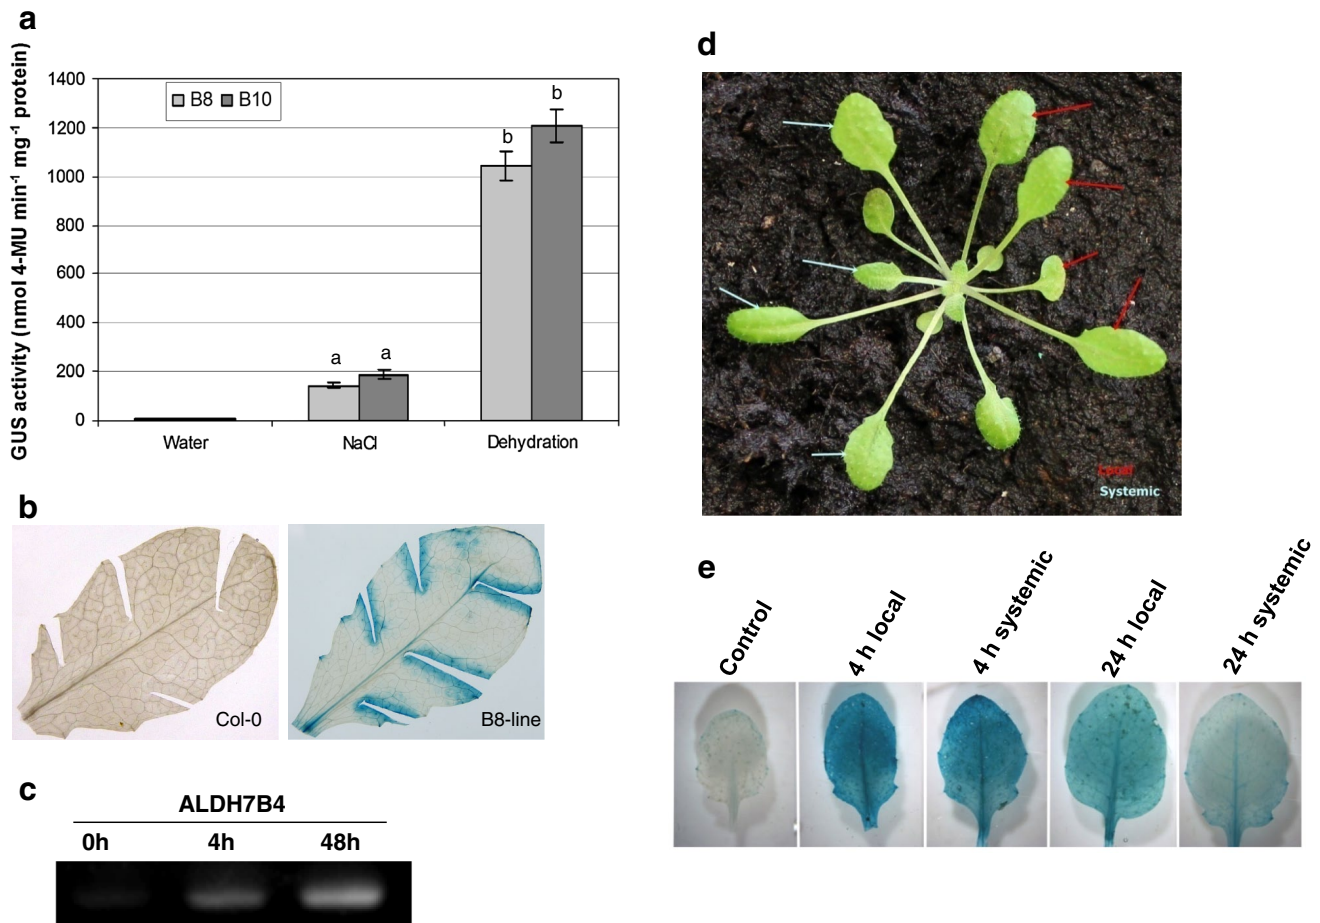 a
GUS activity (nmol 4-MU min⁻¹ mg⁻¹ protein)
1400
1200
1000
800
600
400
200
0
B8 B10
a
a
b
b
Water
NaCl
Dehydration
b
Col-0
B8-line
c
ALDH7B4
0h
4h
48h
d
Local
Systemic
e
Control
4 h local
4 h systemic
24 h local
24 h systemic